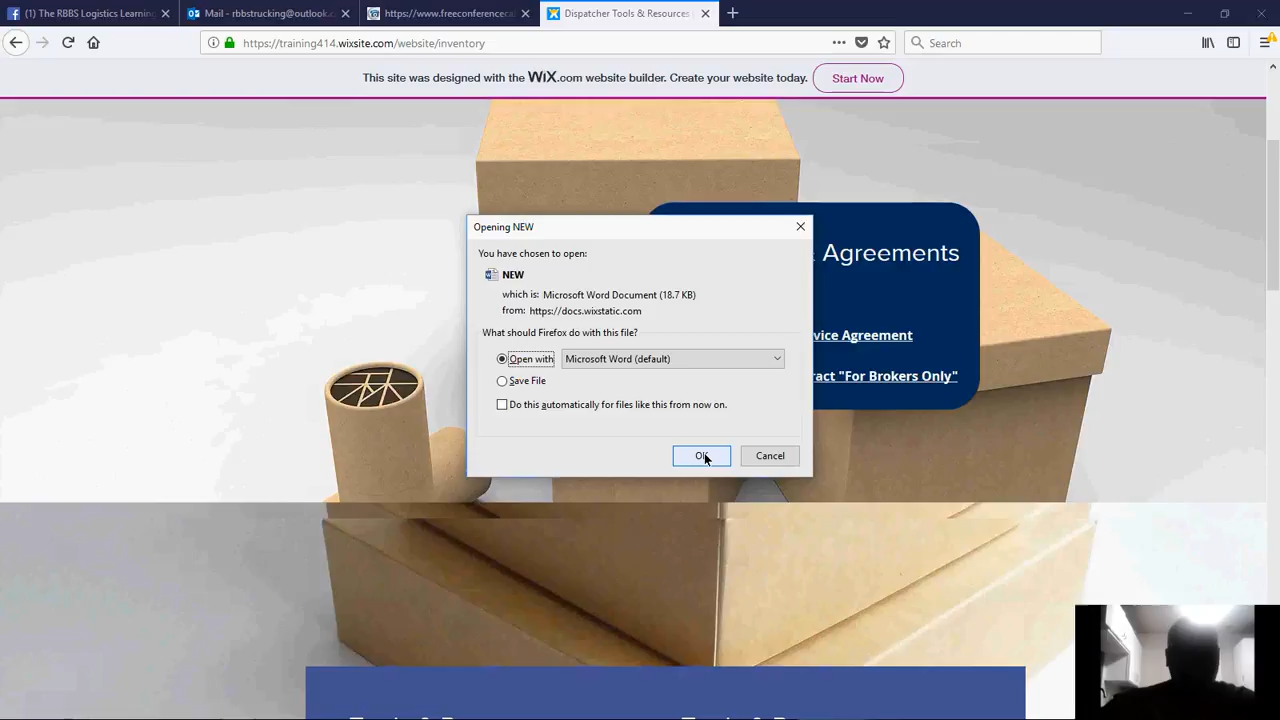 (1) The RBBS Logistics Learning
Mail - rbbstrucking@outlook.c
https://www.freeconferencecal
Dispatcher Tools & Resources
https://training414.wixsite.com/website/inventory
Search
This site was designed with the WiX.com website builder. Create your website today.
Start Now
Opening NEW
You have chosen to open:
NEW
which is: Microsoft Word Document (18.7 KB)
from: https://docs.wixstatic.com
What should Firefox do with this file?
Open with
Microsoft Word (default)
Save File
Do this automatically for files like this from now on.
OK
Cancel
Agreements
vice Agreement
ract "For Brokers Only"